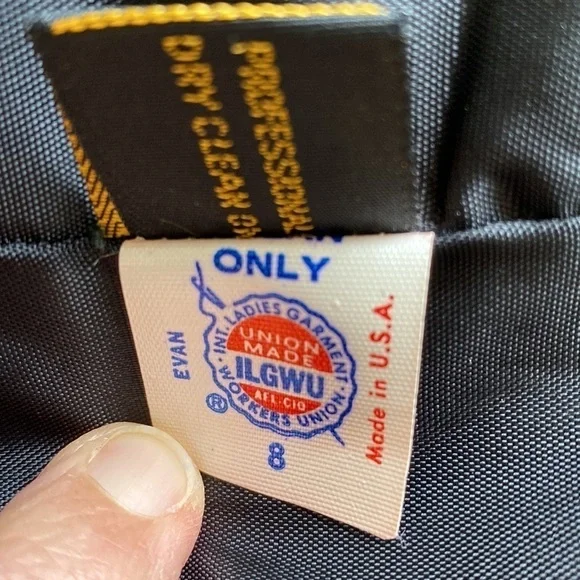 PROFESSIONAL
DRY CLEAN
ONLY
EVAN
INT. LADIES GARMENT
WORKERS UNION
UNION
MADE
ILGWU
AFL-CIO
®
8
Made in U.S.A.